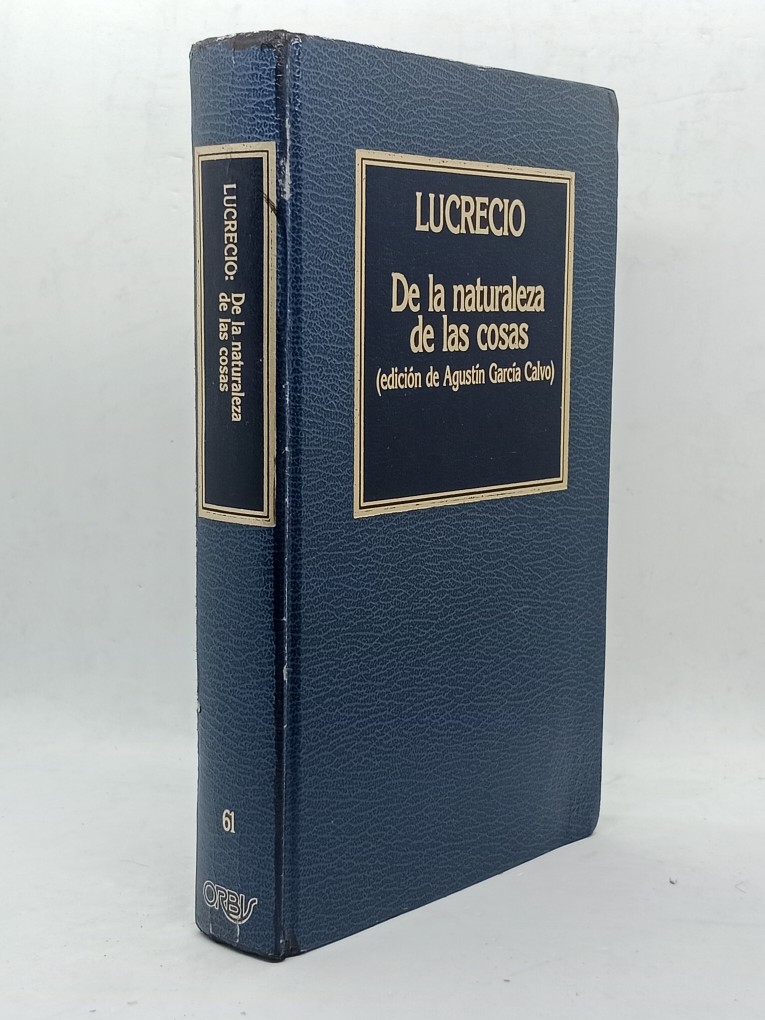 LUCRECIO: De la naturaleza
de las cosas
61
ORBIS
LUCRECIO
De la naturaleza
de las cosas
(edición de Agustín García Calvo)